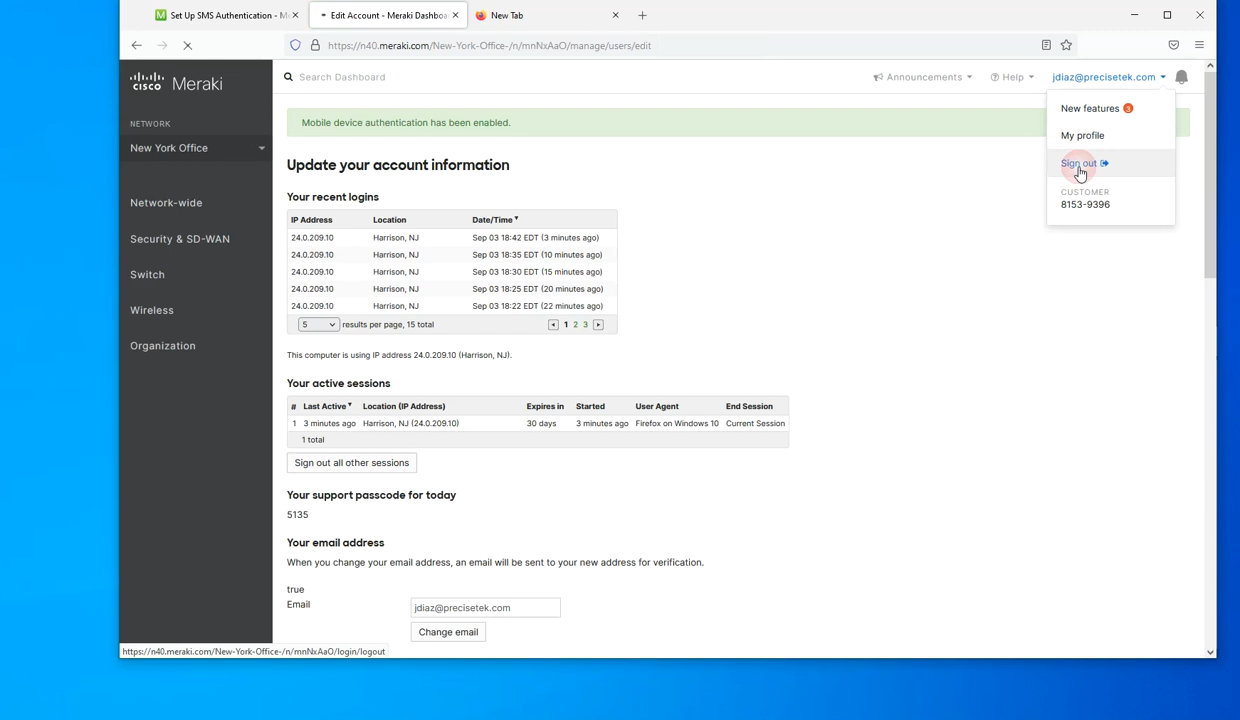 Set Up SMS Authentication - M
Edit Account - Meraki Dashboa
New Tab
https://n40.meraki.com/New-York-Office-/n/mnNxAaO/manage/users/edit
cisco Meraki
Search Dashboard
Announcements
Help
jdiaz@precisetek.com
New features 3
My profile
Sign out
CUSTOMER
8153-9396
NETWORK
New York Office
Network-wide
Security & SD-WAN
Switch
Wireless
Organization
Mobile device authentication has been enabled.
Update your account information
Your recent logins
IP Address Location Date/Time
24.0.209.10 Harrison, NJ Sep 03 18:42 EDT (3 minutes ago)
24.0.209.10 Harrison, NJ Sep 03 18:35 EDT (10 minutes ago)
24.0.209.10 Harrison, NJ Sep 03 18:30 EDT (15 minutes ago)
24.0.209.10 Harrison, NJ Sep 03 18:25 EDT (20 minutes ago)
24.0.209.10 Harrison, NJ Sep 03 18:22 EDT (22 minutes ago)
5 results per page, 15 total 1 2 3
This computer is using IP address 24.0.209.10 (Harrison, NJ).
Your active sessions
# Last Active Location (IP Address) Expires in Started User Agent End Session
1 3 minutes ago Harrison, NJ (24.0.209.10) 30 days 3 minutes ago Firefox on Windows 10 Current Session
1 total
Sign out all other sessions
Your support passcode for today
5135
Your email address
When you change your email address, an email will be sent to your new address for verification.
true
Email jdiaz@precisetek.com
Change email
https://n40.meraki.com/New-York-Office-/n/mnNxAaO/login/logout